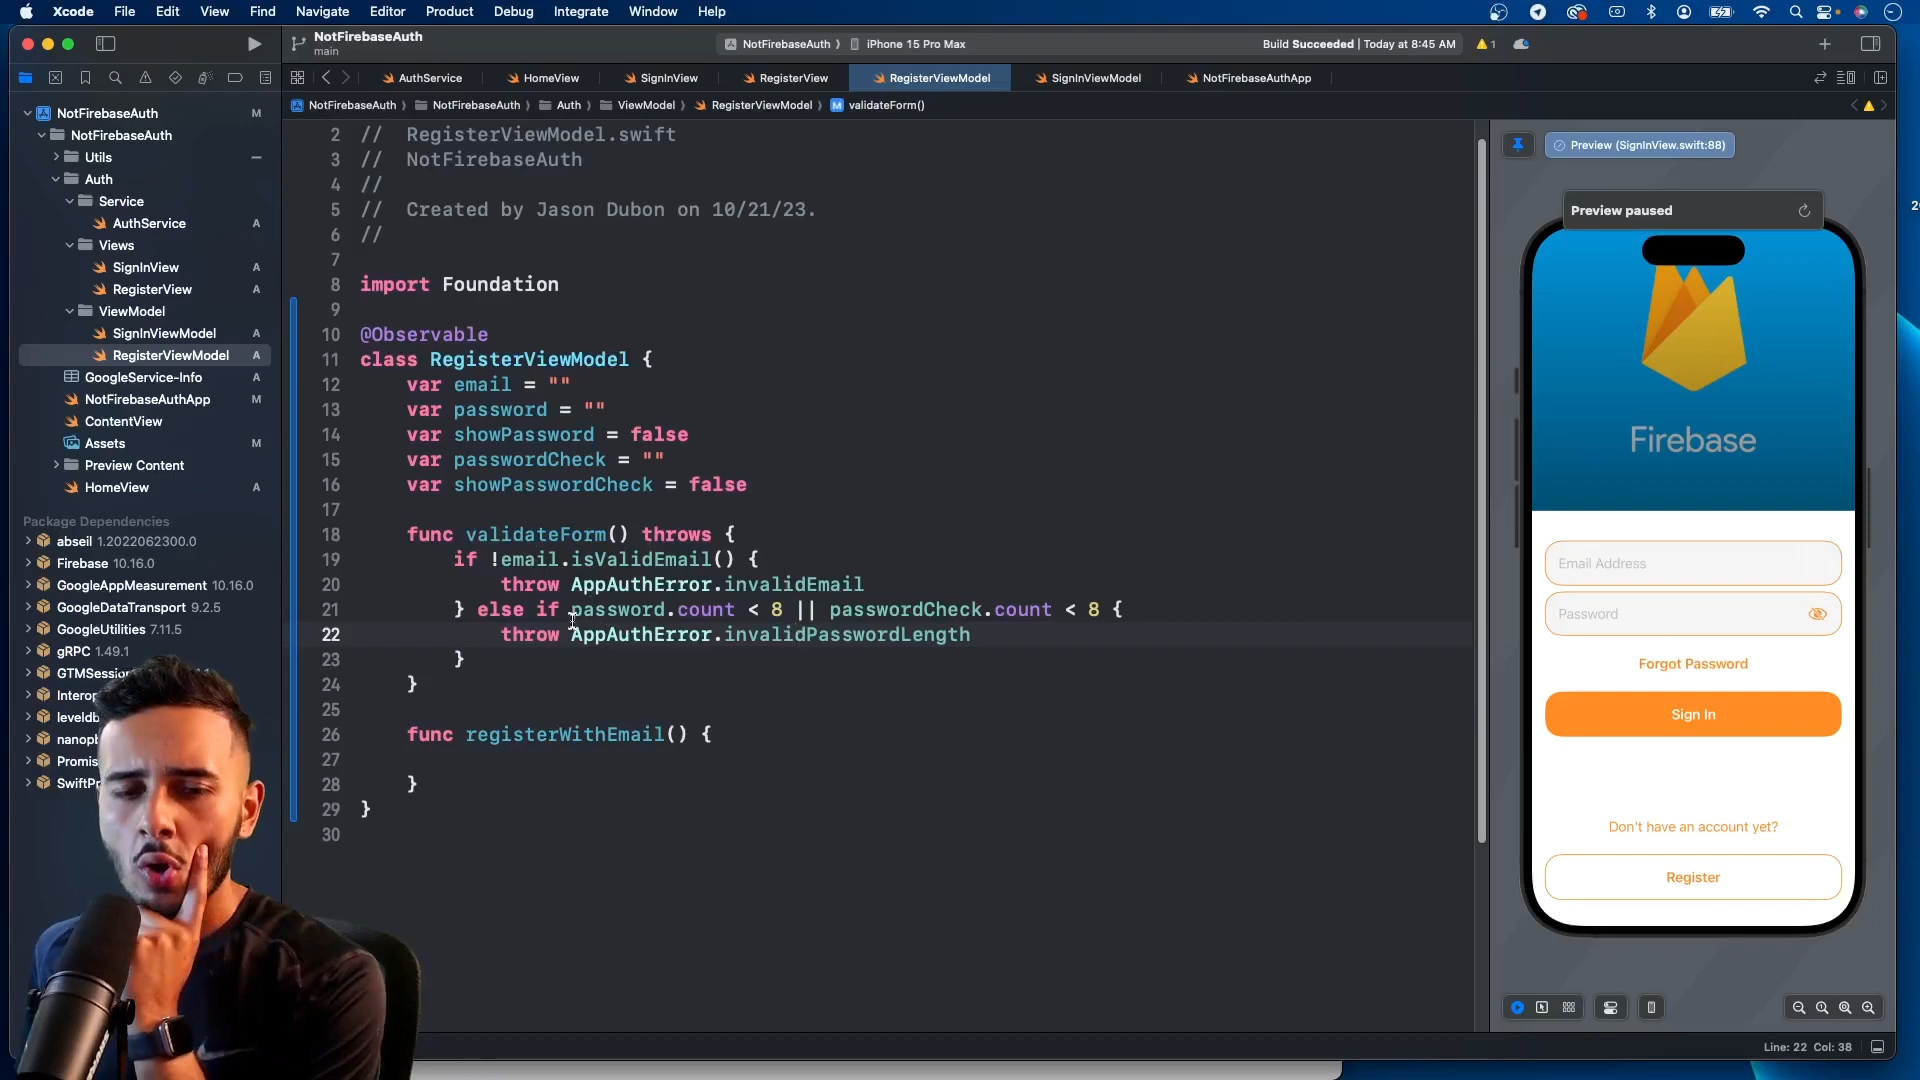 Xcode File Edit View Find Navigate Editor Product Debug Integrate Window Help
NotFirebaseAuth
main
NotFirebaseAuth
iPhone 15 Pro Max
Build Succeeded | Today at 8:45 AM
1
AuthService
HomeView
SignInView
RegisterView
RegisterViewModel
SignInViewModel
NotFirebaseAuthApp
NotFirebaseAuth
NotFirebaseAuth
Auth
ViewModel
RegisterViewModel
M validateForm()
NotFirebaseAuth M
NotFirebaseAuth
Utils
Auth
Service
AuthService A
Views
SignInView A
RegisterView A
ViewModel
SignInViewModel A
RegisterViewModel A
GoogleService-Info A
NotFirebaseAuthApp M
ContentView
Assets M
Preview Content
HomeView A
Package Dependencies
abseil 1.2022062300.0
Firebase 10.16.0
GoogleAppMeasurement 10.16.0
GoogleDataTransport 9.2.5
GoogleUtilities 7.11.5
gRPC 1.49.1
GTMSession
Interop
leveldb
nanopb
Promis
SwiftPr
2 // RegisterViewModel.swift
3 // NotFirebaseAuth
4 //
5 // Created by Jason Dubon on 10/21/23.
6 //
7
8 import Foundation
9
10 @Observable
11 class RegisterViewModel {
12 var email = ""
13 var password = ""
14 var showPassword = false
15 var passwordCheck = ""
16 var showPasswordCheck = false
17
18 func validateForm() throws {
19 if !email.isValidEmail() {
20 throw AppAuthError.invalidEmail
21 } else if password.count < 8 || passwordCheck.count < 8 {
22 throw AppAuthError.invalidPasswordLength
23 }
24 }
25
26 func registerWithEmail() {
27
28 }
29 }
30
Preview (SignInView.swift:88)
Preview paused
Firebase
Email Address
Password
Forgot Password
Sign In
Don't have an account yet?
Register
Line: 22 Col: 38